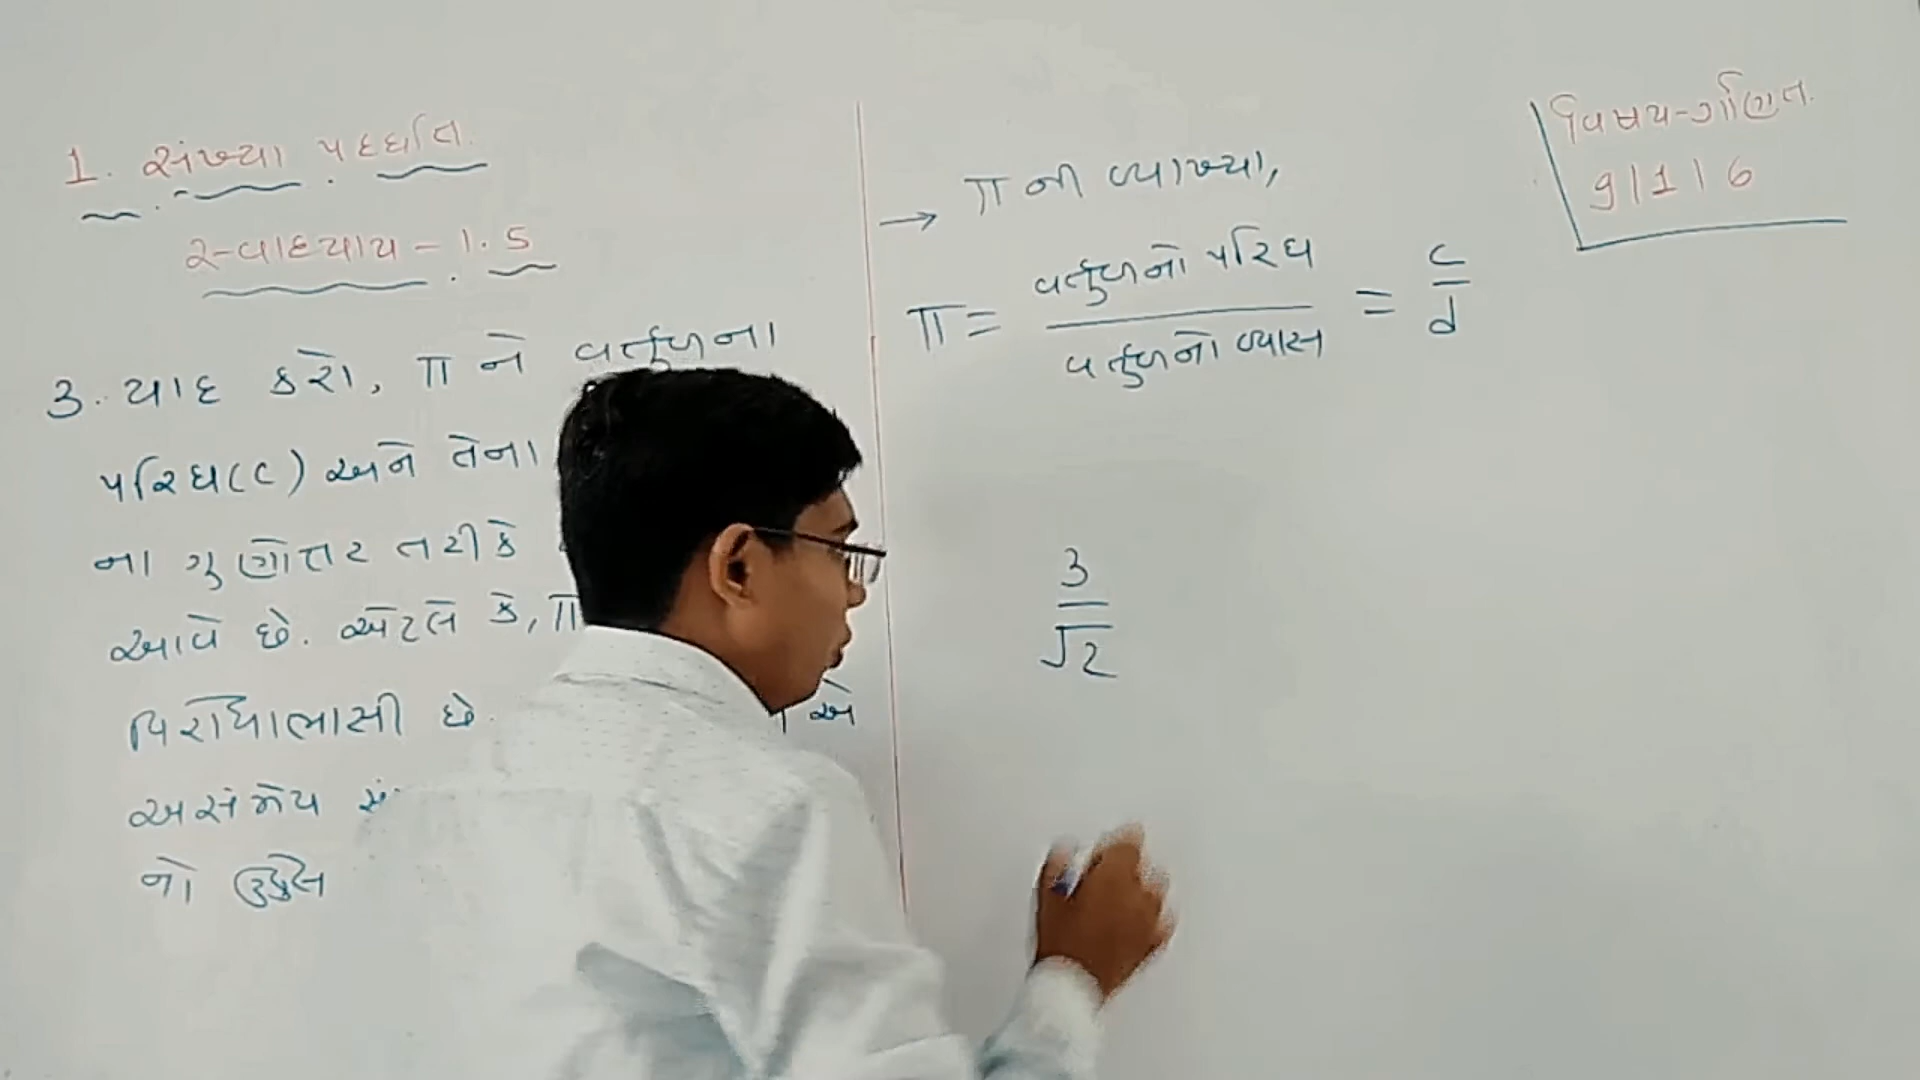 1. સંખ્યા પદ્ધતિ.
સ્વાધ્યાય - 1.5
3. યાદ કરો, π ને વર્તુળના
પરિઘ(c) અને તેના
ના ગુણોત્તર તરીકે
આવે છે. એટલે કે, π
વિરોધાભાસી છે. એ
અસંમેય
નો ઉકેલ
→ π ની વ્યાખ્યા,
π = વર્તુળનો પરિઘ / વર્તુળનો વ્યાસ = c / d
3
√2
વિષય-ગણિત.
9|1|6